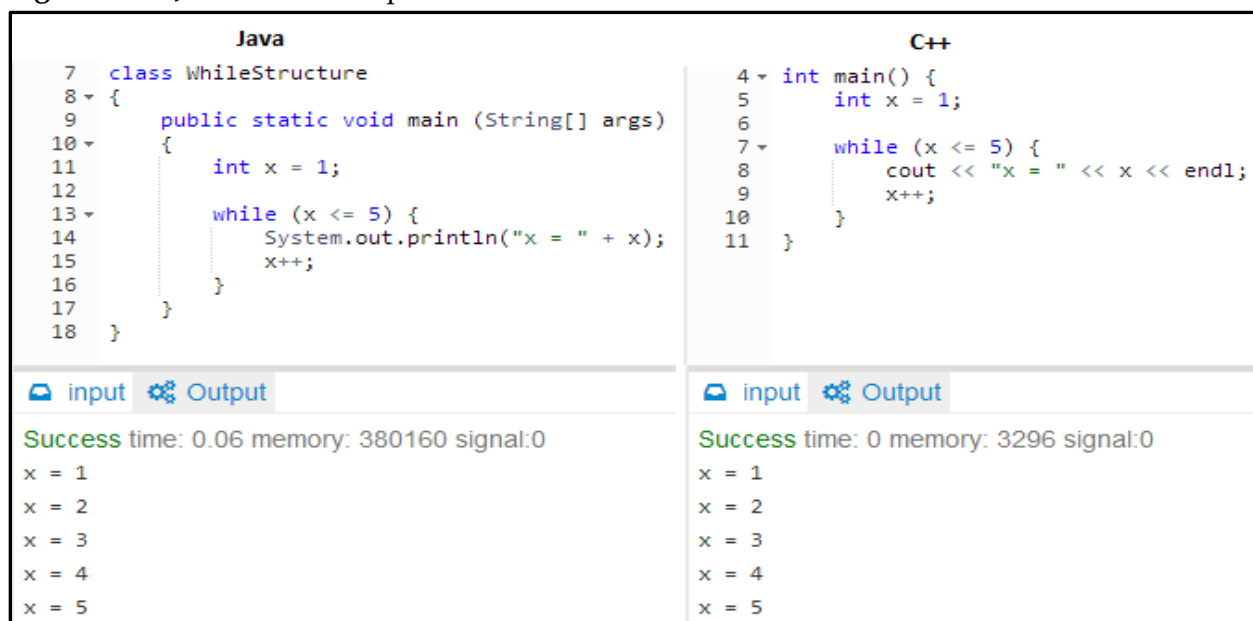 Java
7 class WhileStructure
8 {
9 public static void main (String[] args)
10 {
11 int x = 1;
12
13 while (x <= 5) {
14 System.out.println("x = " + x);
15 x++;
16 }
17 }
18 }
input Output
Success time: 0.06 memory: 380160 signal:0
x = 1
x = 2
x = 3
x = 4
x = 5
C++
4 int main() {
5 int x = 1;
6
7 while (x <= 5) {
8 cout << "x = " << x << endl;
9 x++;
10 }
11 }
input Output
Success time: 0 memory: 3296 signal:0
x = 1
x = 2
x = 3
x = 4
x = 5